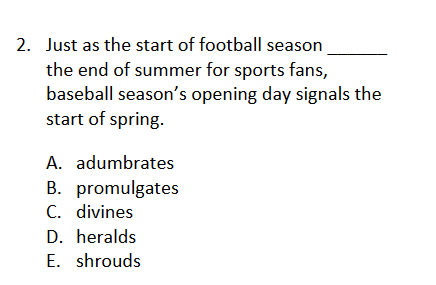 2. Just as the start of football season ______
the end of summer for sports fans,
baseball season's opening day signals the
start of spring.
A. adumbrates
B. promulgates
C. divines
D. heralds
E. shrouds